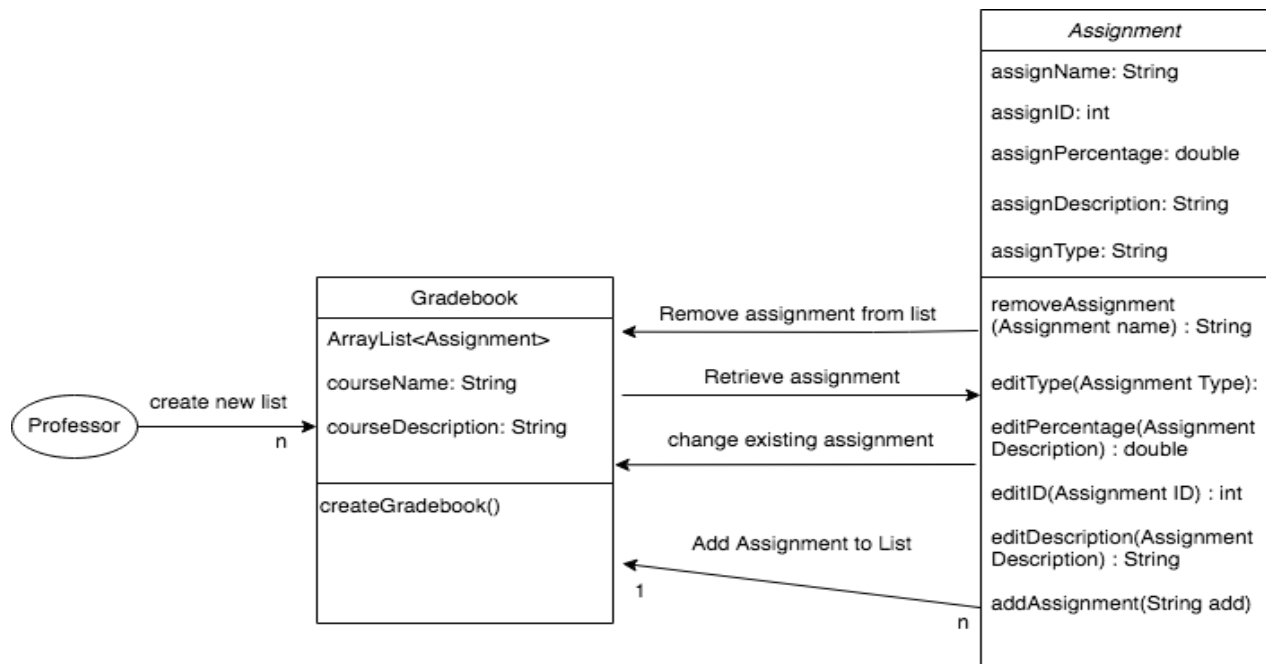 Assignment
assignName: String
assignID: int
assignPercentage: double
assignDescription: String
assignType: String
removeAssignment
(Assignment name) : String
editType(Assignment Type):
editPercentage(Assignment
Description) : double
editID(Assignment ID) : int
editDescription(Assignment
Description) : String
addAssignment(String add)
Gradebook
ArrayList<Assignment>
courseName: String
courseDescription: String
createGradebook()
Professor
create new list
n
Remove assignment from list
Retrieve assignment
change existing assignment
Add Assignment to List
1
n